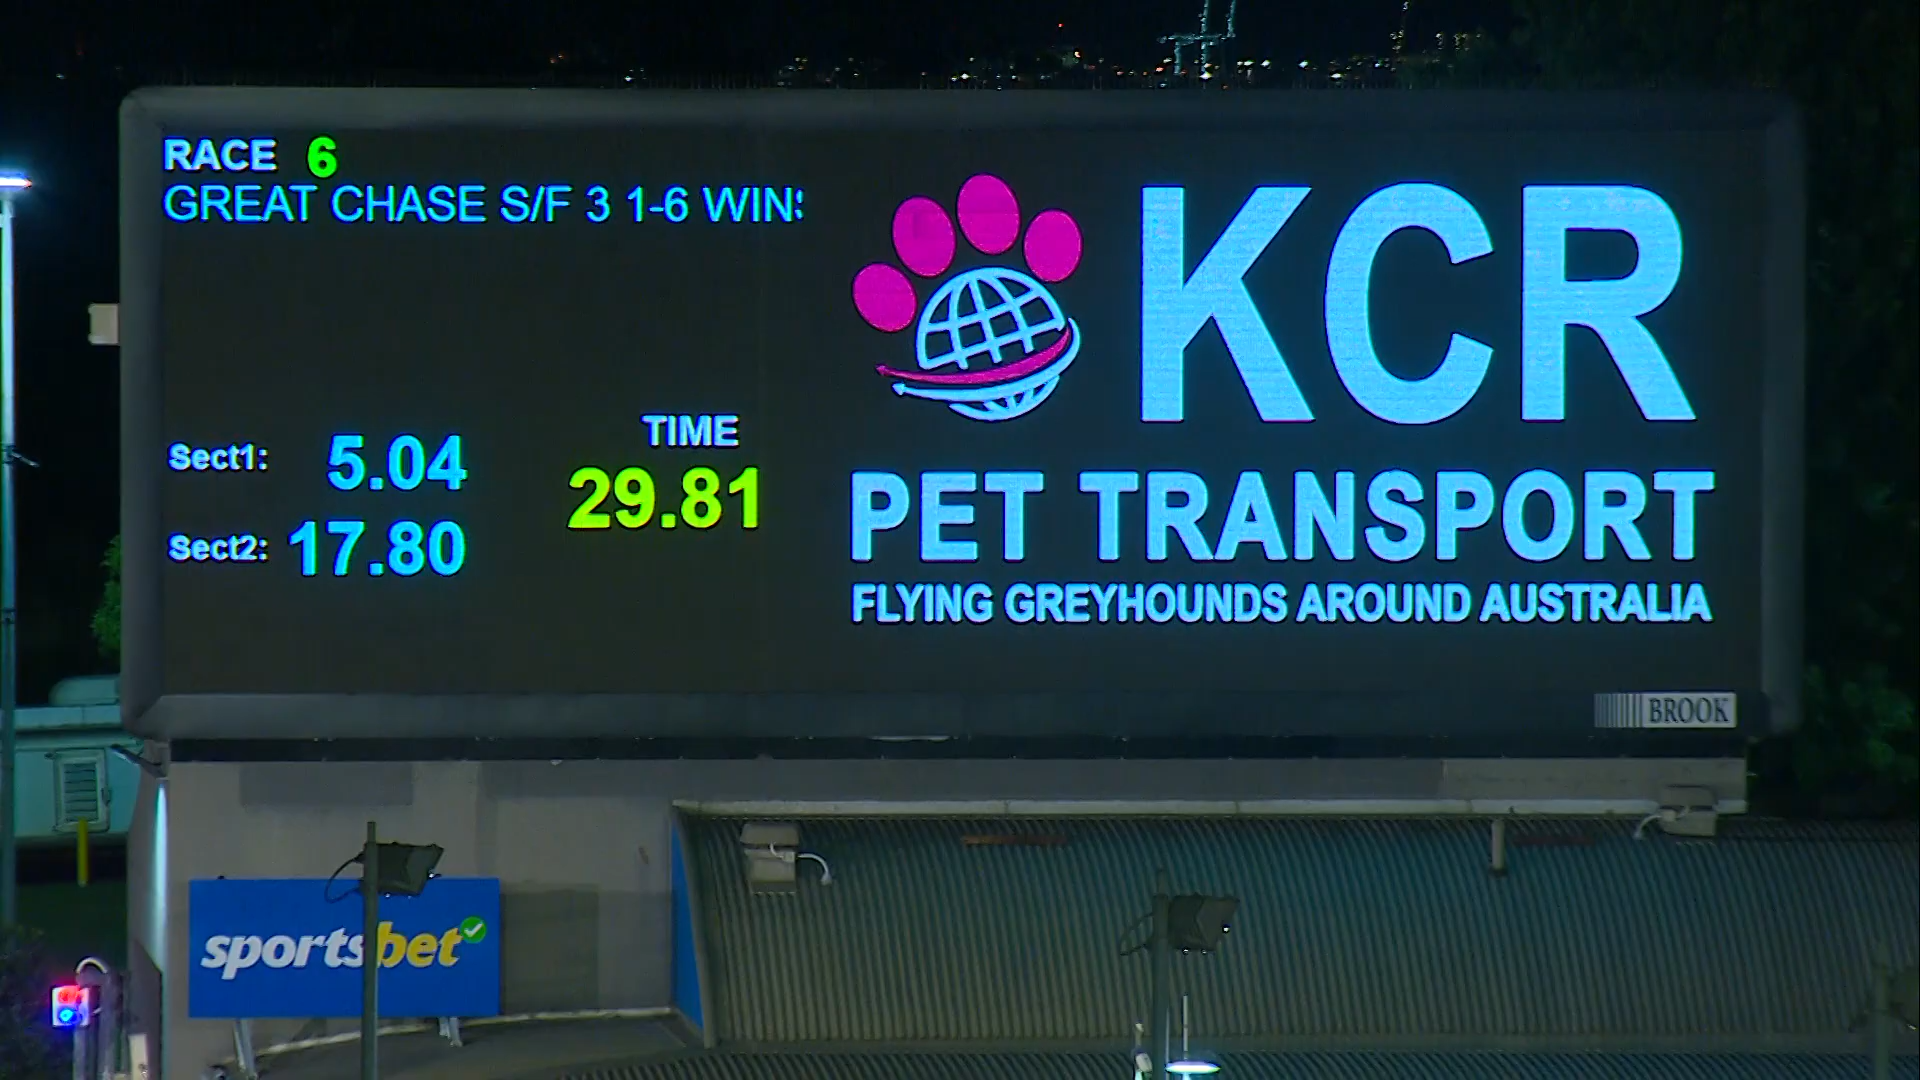 RACE 6
GREAT CHASE S/F 3 1-6 WINS
Sect1: 5.04
Sect2: 17.80
TIME
29.81
KCR
PET TRANSPORT
FLYING GREYHOUNDS AROUND AUSTRALIA
BROOK
sportsbet